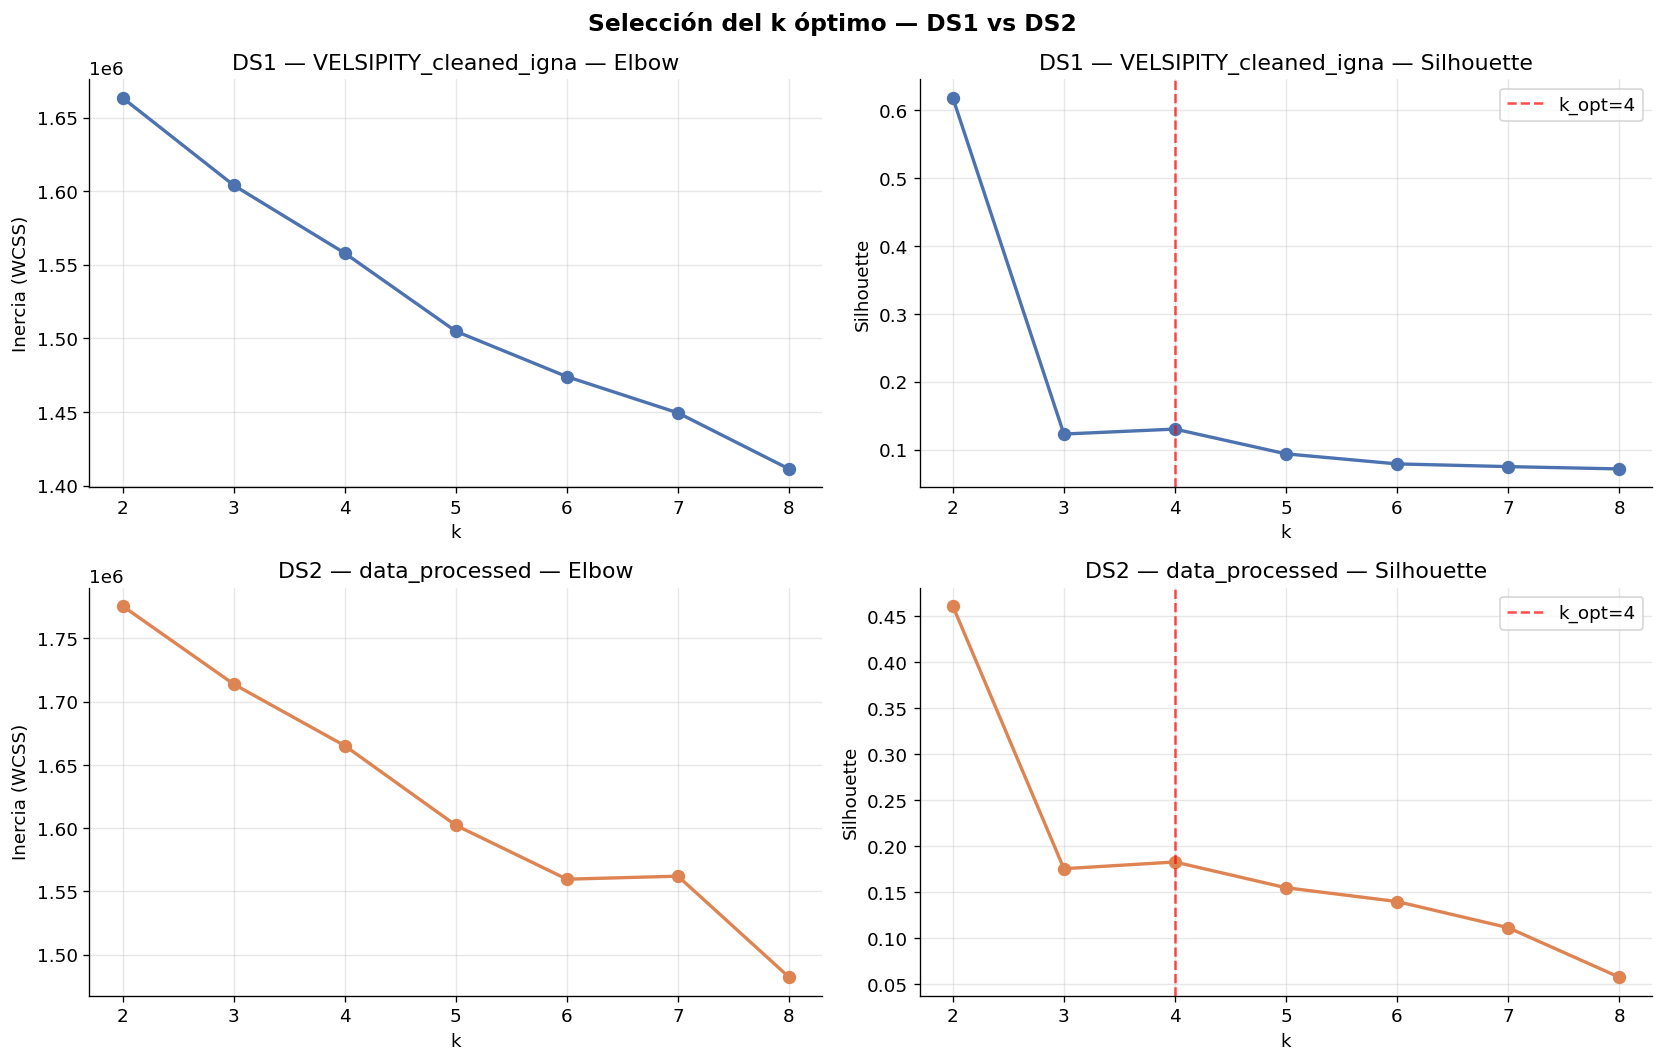 Selección del k óptimo — DS1 vs DS2
DS1 — VELSIPITY_cleaned_igna — Elbow
1e6
1.65
1.60
1.55
1.50
1.45
1.40
Inercia (WCSS)
2 3 4 5 6 7 8
k
DS1 — VELSIPITY_cleaned_igna — Silhouette
k_opt=4
0.6
0.5
0.4
0.3
0.2
0.1
Silhouette
2 3 4 5 6 7 8
k
DS2 — data_processed — Elbow
1e6
1.75
1.70
1.65
1.60
1.55
1.50
Inercia (WCSS)
2 3 4 5 6 7 8
k
DS2 — data_processed — Silhouette
k_opt=4
0.45
0.40
0.35
0.30
0.25
0.20
0.15
0.10
0.05
Silhouette
2 3 4 5 6 7 8
k